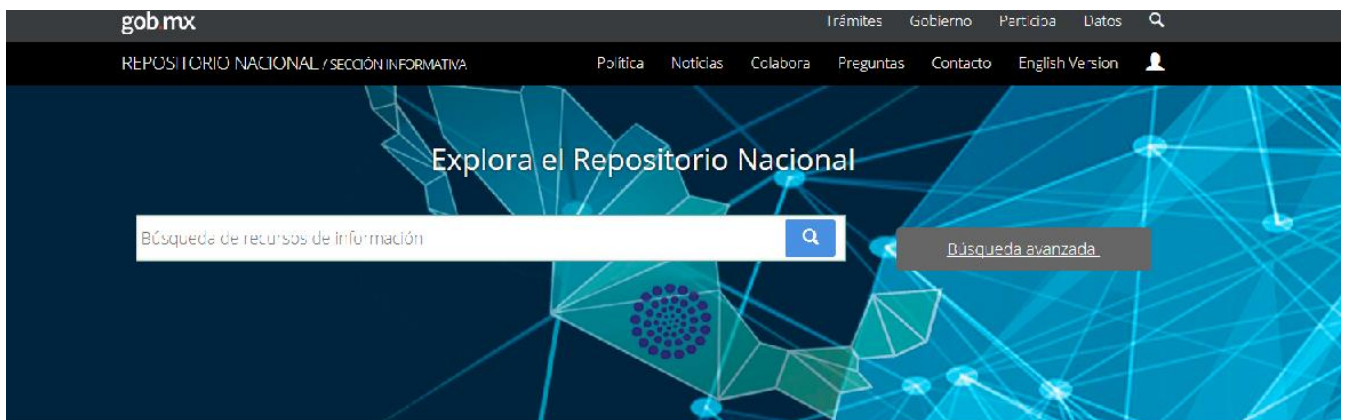 gob.mx
Trámites Gobierno Participa Datos
REPOSITORIO NACIONAL / SECCIÓN INFORMATIVA
Política Noticias Colabora Preguntas Contacto English Version
Explora el Repositorio Nacional
Búsqueda de recursos de información
Búsqueda avanzada